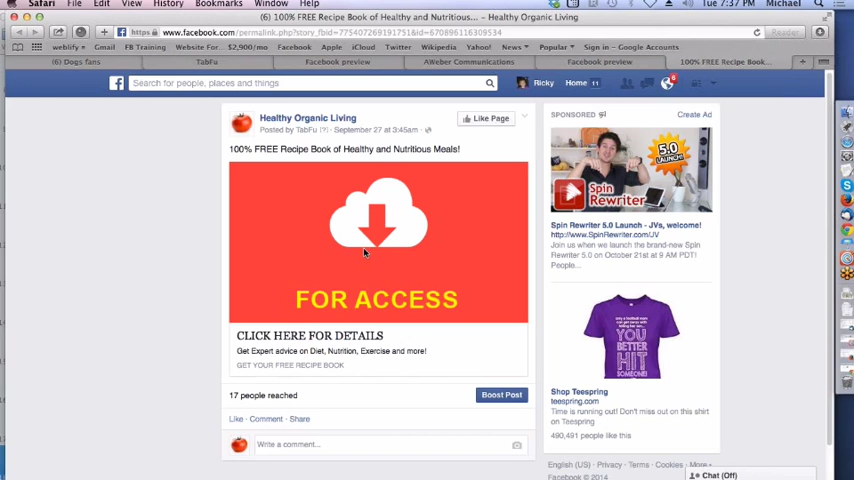 Safari File Edit View History Bookmarks Window Help Tue 7:37 PM Michael
(6) 100% FREE Recipe Book of Healthy and Nutritious... – Healthy Organic Living
https www.facebook.com/permalink.php?story_fbid=775407269191751&id=670896116309534 Reader
weblify Gmail FB Training Website For...$2,900/mo Facebook Apple iCloud Twitter Wikipedia Yahoo! News Popular Sign in – Google Accounts
(6) Dogs fans TabFu Facebook preview AWeber Communications Facebook preview 100% FREE Recipe Book...
Search for people, places and things Ricky Home 11 6
Healthy Organic Living
Like Page
Posted by TabFu [?] · September 27 at 3:45am ·
100% FREE Recipe Book of Healthy and Nutritious Meals!
FOR ACCESS
CLICK HERE FOR DETAILS
Get Expert advice on Diet, Nutrition, Exercise and more!
GET YOUR FREE RECIPE BOOK
17 people reached
Boost Post
Like · Comment · Share
Write a comment...
SPONSORED Create Ad
5.0
LAUNCH!
Spin
Rewriter
Spin Rewriter 5.0 Launch - JVs, welcome!
http://www.SpinRewriter.com/JV
Join us when we launch the brand-new Spin
Rewriter 5.0 on October 21st at 9 AM PDT!
People...
YOU
BETTER
HIT
SOMEONE!
Shop Teespring
teespring.com
Time is running out! Don't miss out on this shirt
on Teespring
490,491 people like this
English (US) · Privacy · Terms · Cookies · More
Facebook © 2014
Chat (Off)